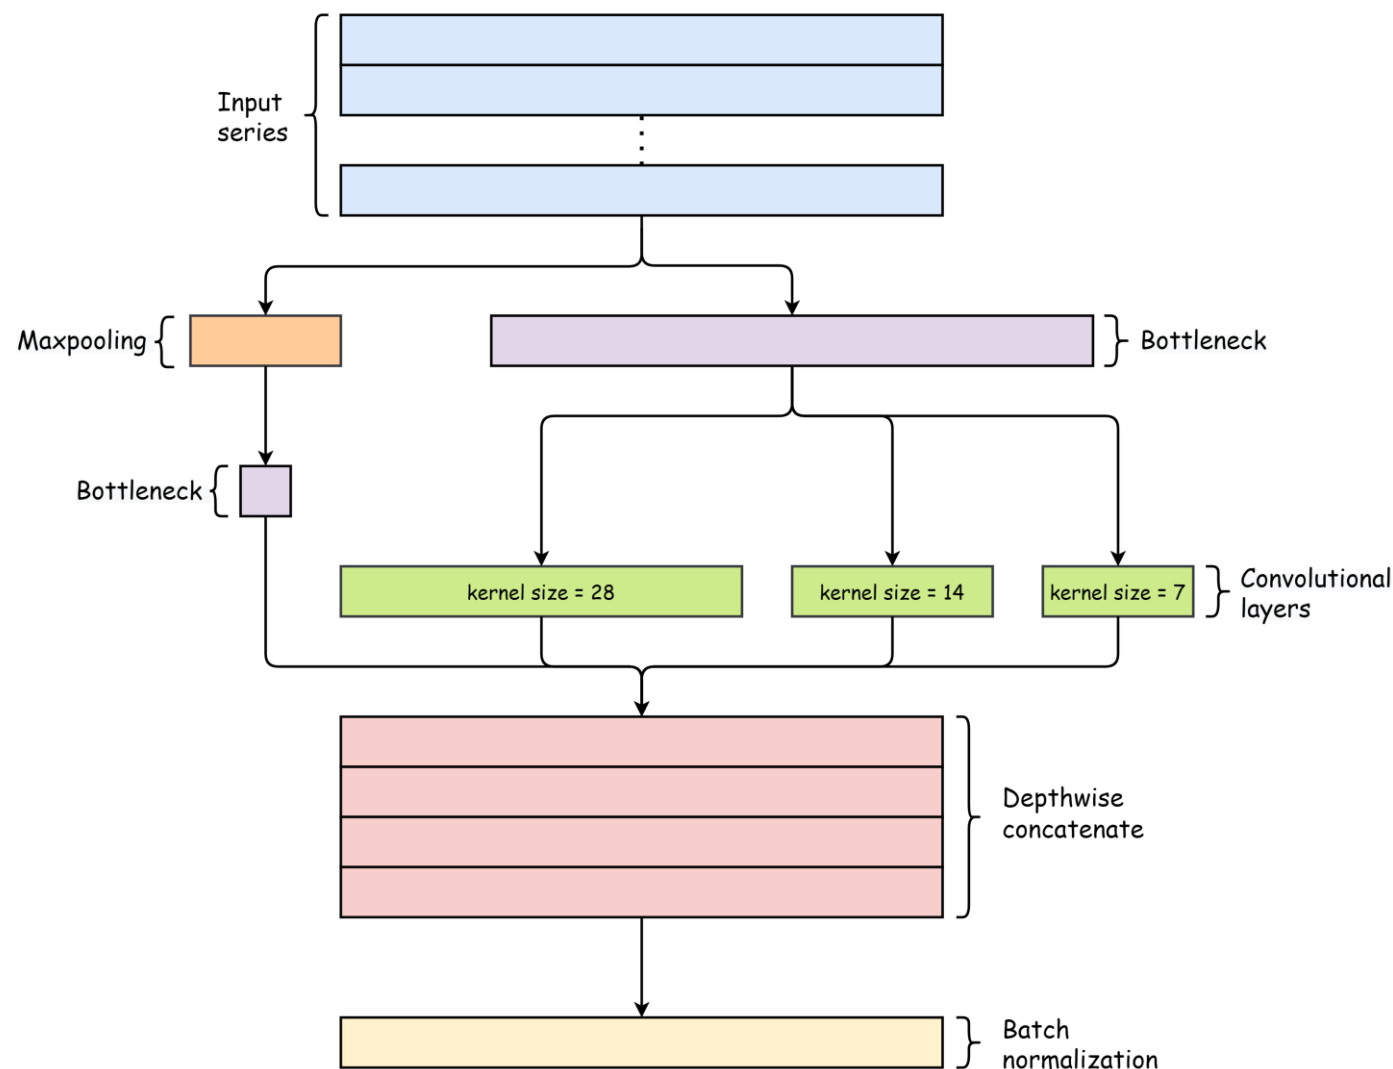 Input
series
Maxpooling
Bottleneck
Bottleneck
kernel size = 28
kernel size = 14
kernel size = 7
Convolutional
layers
Depthwise
concatenate
Batch
normalization